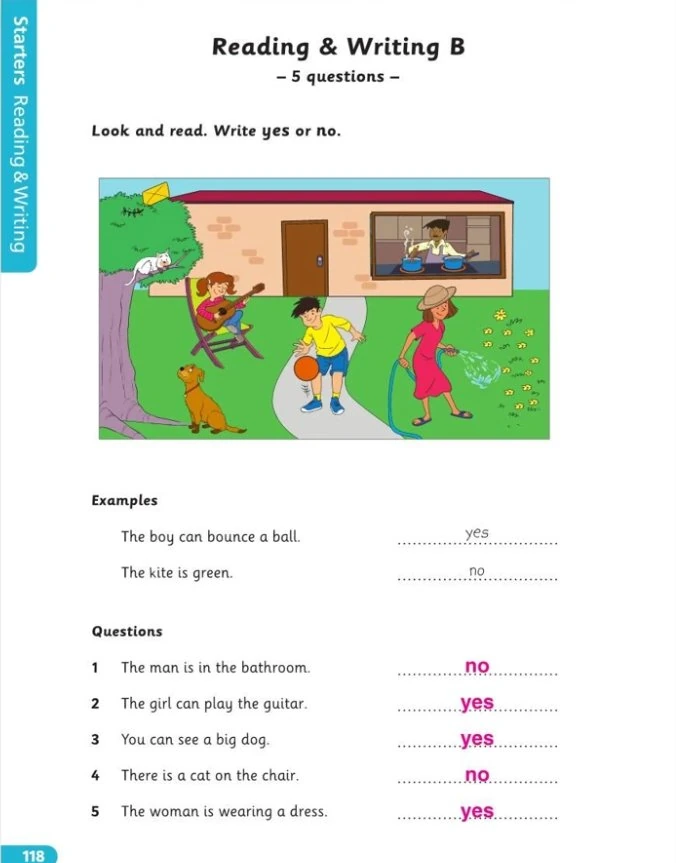 Starters Reading & Writing
Reading & Writing B
– 5 questions –
Look and read. Write yes or no.
Examples
The boy can bounce a ball. yes
The kite is green. no
Questions
1 The man is in the bathroom. no
2 The girl can play the guitar. yes
3 You can see a big dog. yes
4 There is a cat on the chair. no
5 The woman is wearing a dress. yes
118